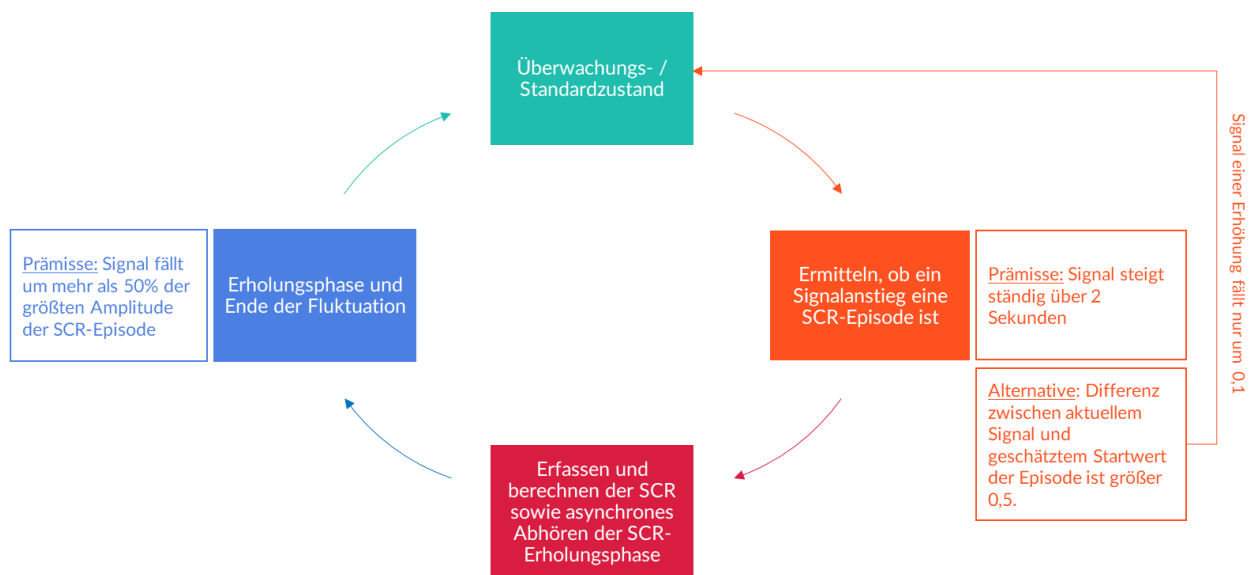 Überwachungs- /
Standardzustand
Signal einer Erhöhung fällt nur um 0,1
Prämisse: Signal fällt
um mehr als 50% der
größten Amplitude
der SCR-Episode
Erholungsphase und
Ende der Fluktuation
Ermitteln, ob ein
Signalanstieg eine
SCR-Episode ist
Prämisse: Signal steigt
ständig über 2
Sekunden
Alternative: Differenz
zwischen aktuellem
Signal und
geschätztem Startwert
der Episode ist größer
0,5.
Erfassen und
berechnen der SCR
sowie asynchrones
Abhören der SCR-
Erholungsphase